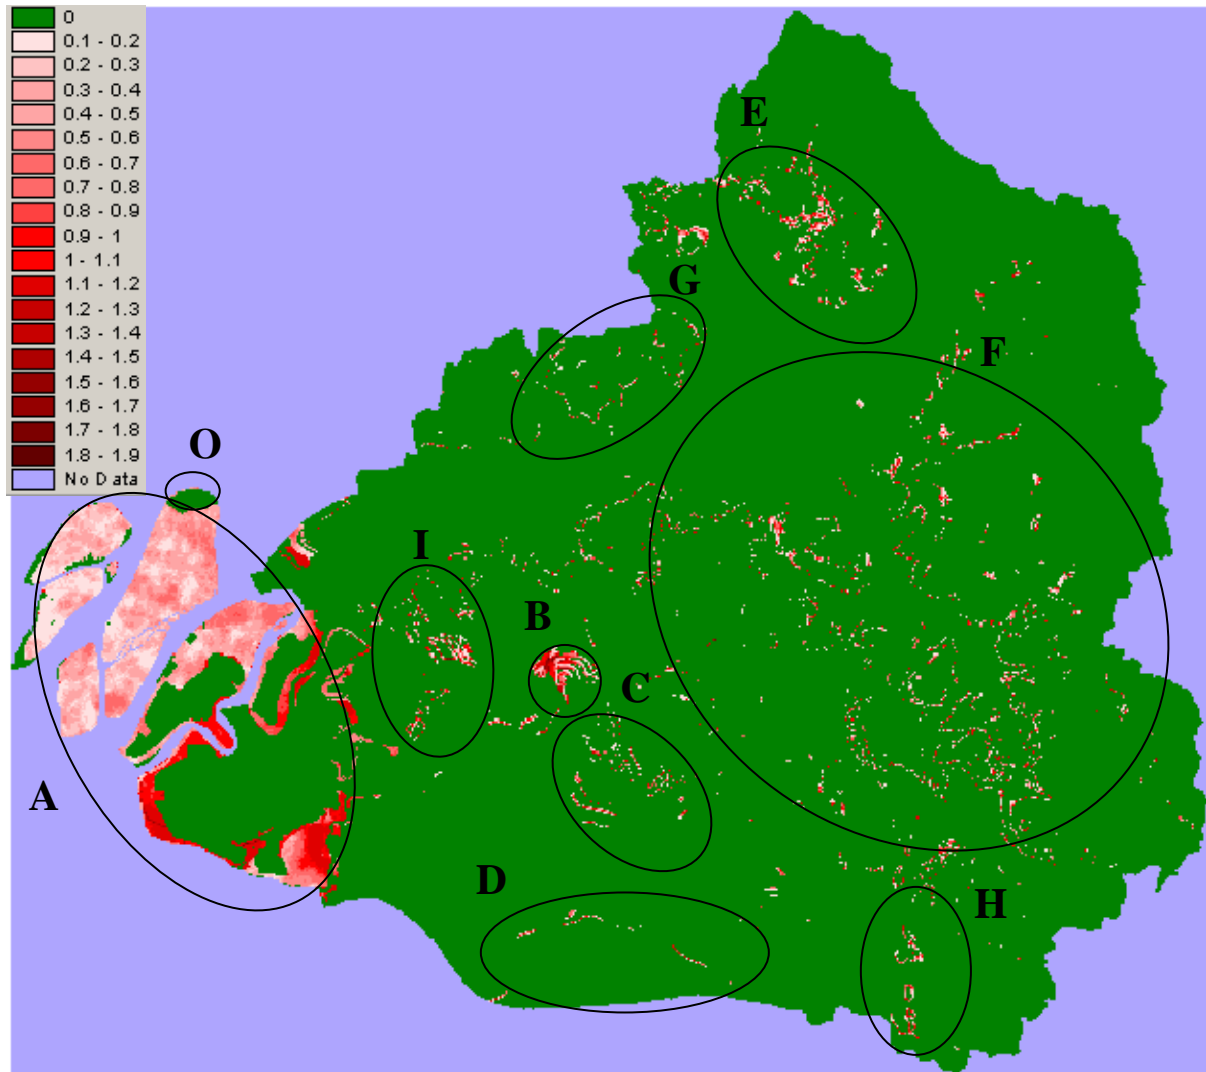 0
0.1 - 0.2
0.2 - 0.3
0.3 - 0.4
0.4 - 0.5
0.5 - 0.6
0.6 - 0.7
0.7 - 0.8
0.8 - 0.9
0.9 - 1
1 - 1.1
1.1 - 1.2
1.2 - 1.3
1.3 - 1.4
1.4 - 1.5
1.5 - 1.6
1.6 - 1.7
1.7 - 1.8
1.8 - 1.9
No Data
E
G
F
O
I
B
C
A
D
H